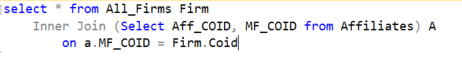 select * from All_Firms Firm
Inner Join (Select Aff_COID, MF_COID from Affiliates) A
on a.MF_COID = Firm.Coid